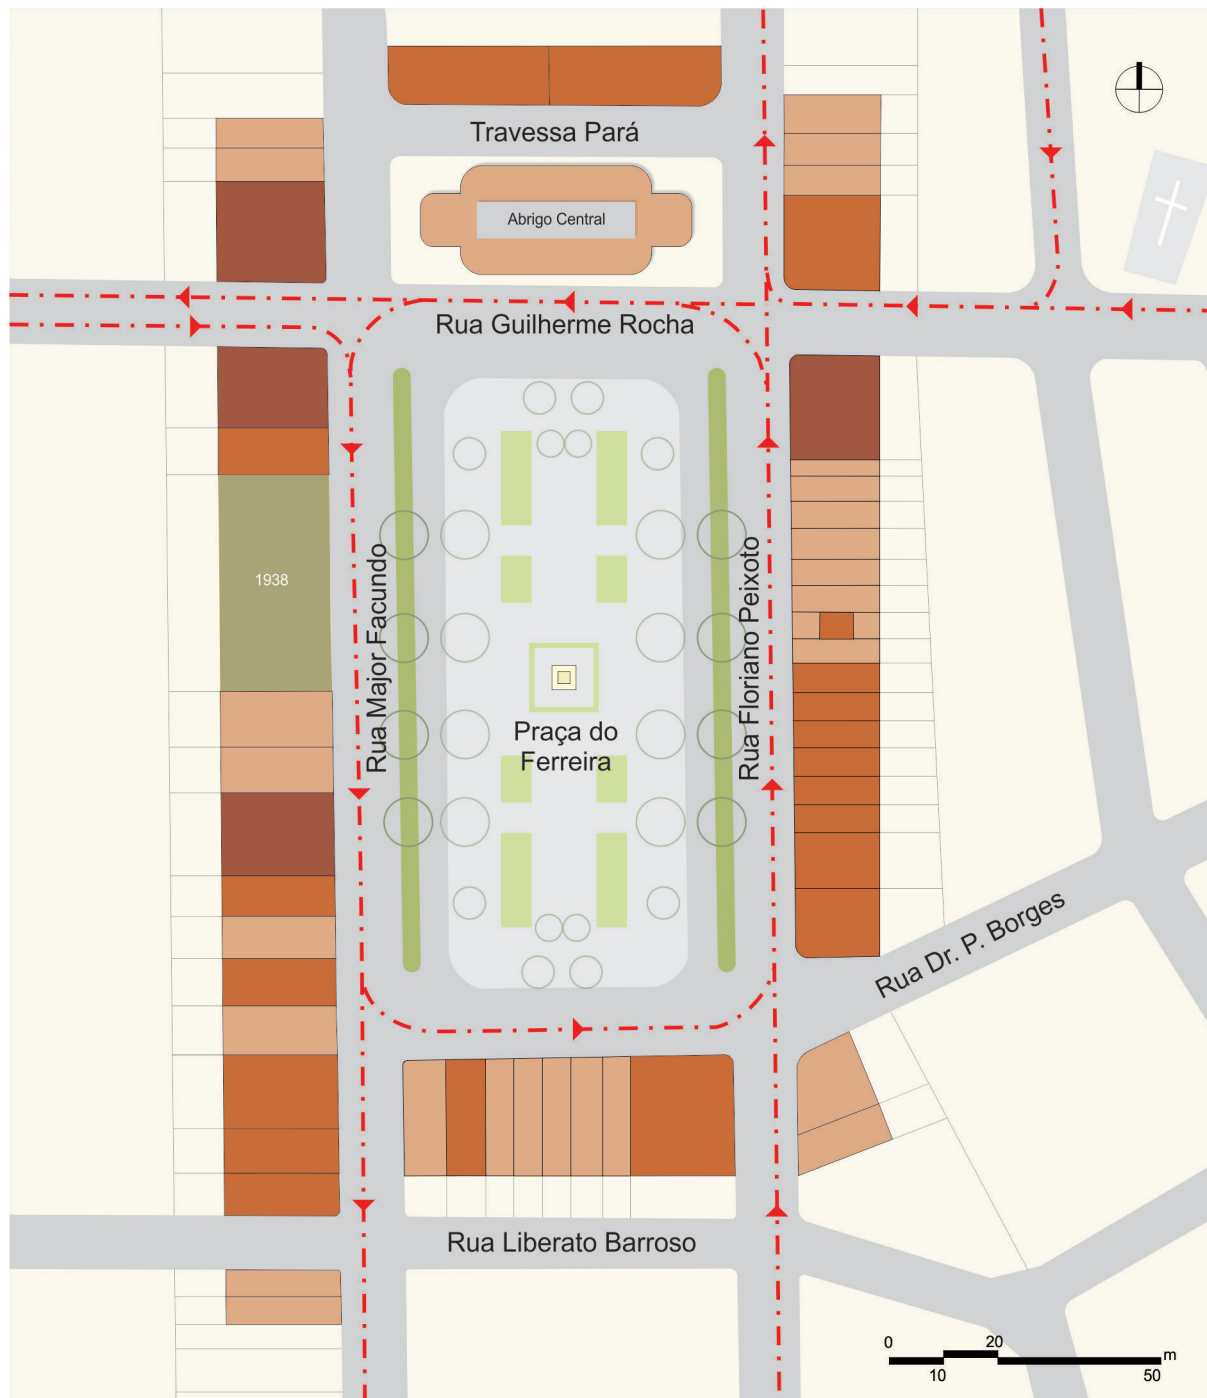 Travessa Pará
Abrigo Central
Rua Guilherme Rocha
1938
Rua Major Facundo
Rua Floriano Peixoto
Praça do
Ferreira
Rua Dr. P. Borges
Rua Liberato Barroso
0
20
m
10
50